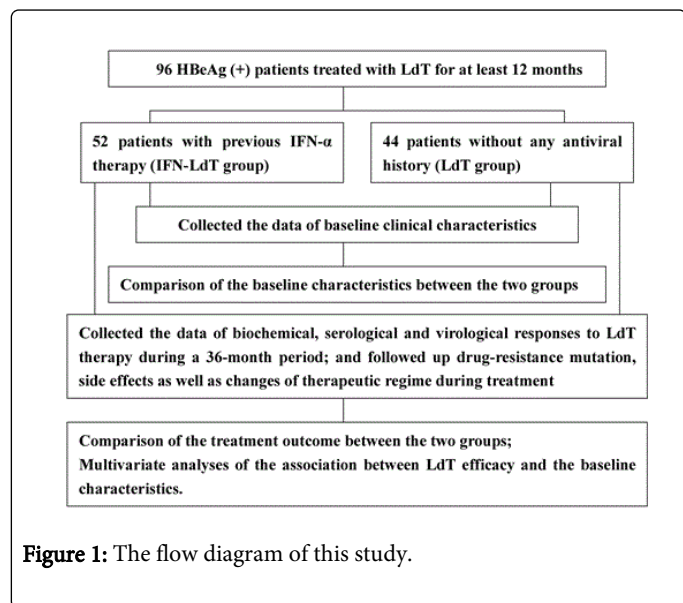 96 HBeAg (+) patients treated with LdT for at least 12 months
52 patients with previous IFN-α
therapy (IFN-LdT group)
44 patients without any antiviral
history (LdT group)
Collected the data of baseline clinical characteristics
Comparison of the baseline characteristics between the two groups
Collected the data of biochemical, serological and virological responses to LdT
therapy during a 36-month period; and followed up drug-resistance mutation,
side effects as well as changes of therapeutic regime during treatment
Comparison of the treatment outcome between the two groups;
Multivariate analyses of the association between LdT efficacy and the baseline
characteristics.
Figure 1: The flow diagram of this study.